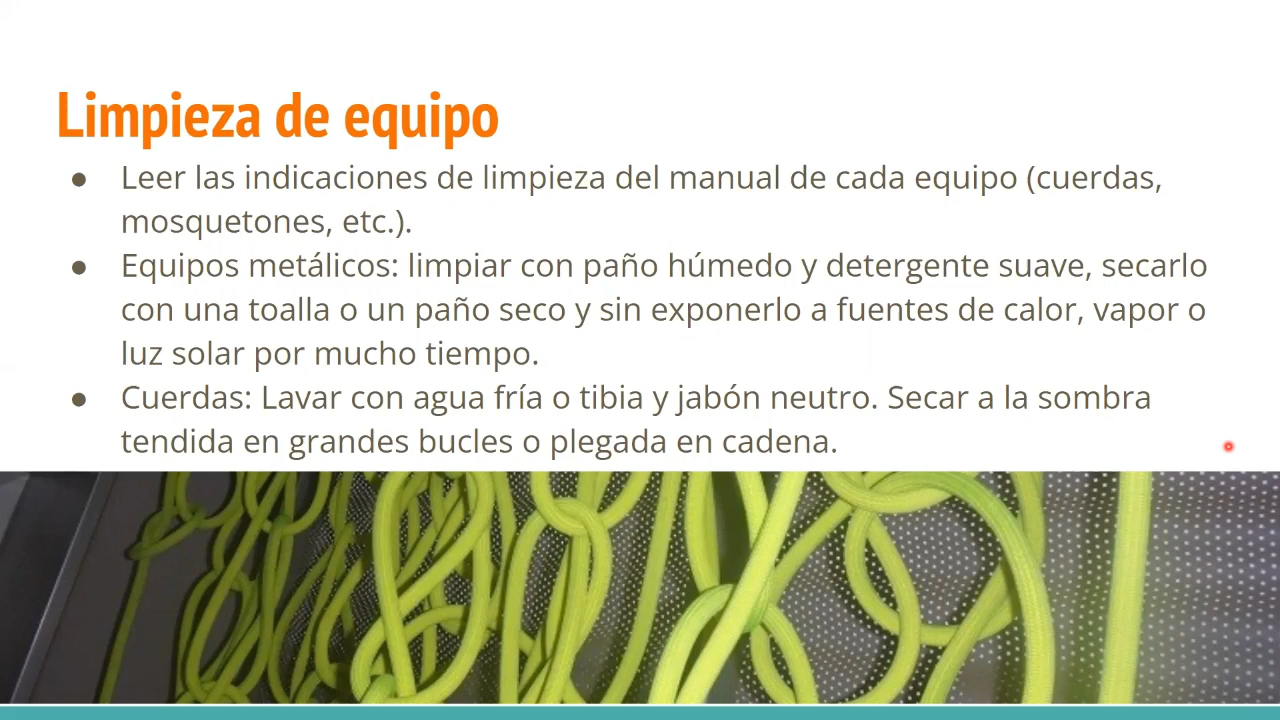 Limpieza de equipo
● Leer las indicaciones de limpieza del manual de cada equipo (cuerdas,
mosquetones, etc.).
● Equipos metálicos: limpiar con paño húmedo y detergente suave, secarlo
con una toalla o un paño seco y sin exponerlo a fuentes de calor, vapor o
luz solar por mucho tiempo.
● Cuerdas: Lavar con agua fría o tibia y jabón neutro. Secar a la sombra
tendida en grandes bucles o plegada en cadena.